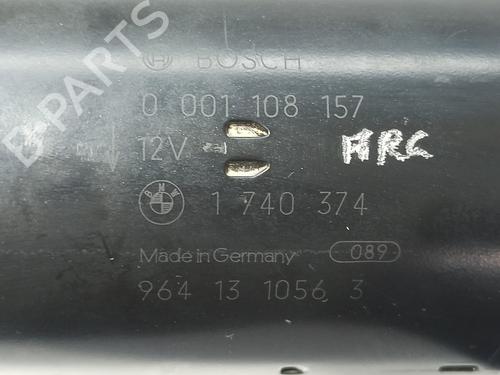 B-PARTS
BOSCH
0 001 108 157
12V
ARC
BMW
1 740 374
Made in Germany
089
964 13 1056 3